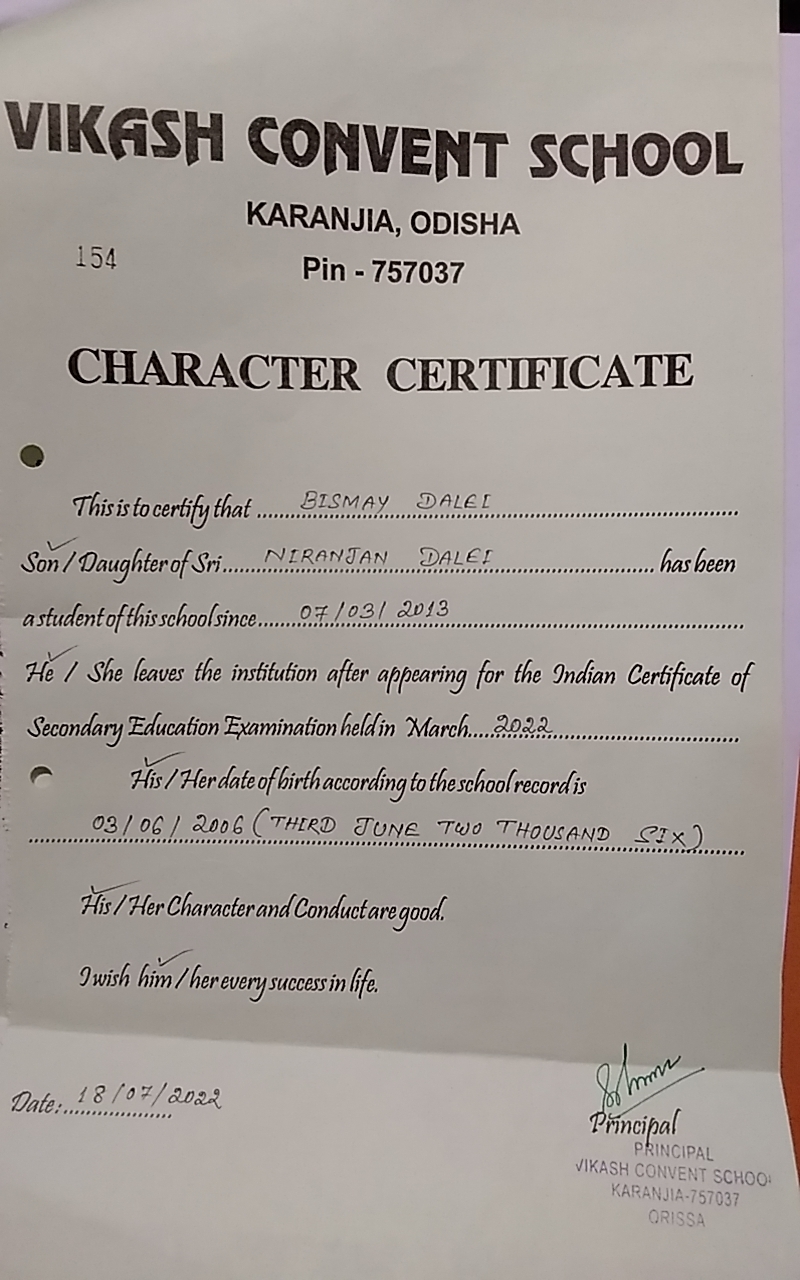 VIKASH CONVENT SCHOOL
KARANJIA, ODISHA
154
Pin - 757037
CHARACTER CERTIFICATE
This is to certify that ..... BISMAY DALEI .....
Son / Daughter of Sri..... NIRANJAN DALEI ..... has been
a student of this school since..... 07/03/2013 .....
He / She leaves the institution after appearing for the Indian Certificate of
Secondary Education Examination held in March.....2022.....
His / Her date of birth according to the school record is
..... 03/06/2006 (THIRD JUNE TWO THOUSAND SIX) .....
His / Her Character and Conduct are good.
I wish him / her every success in life.
Date:..... 18/07/2022
Principal
PRINCIPAL
VIKASH CONVENT SCHOOL
KARANJIA-757037
ORISSA